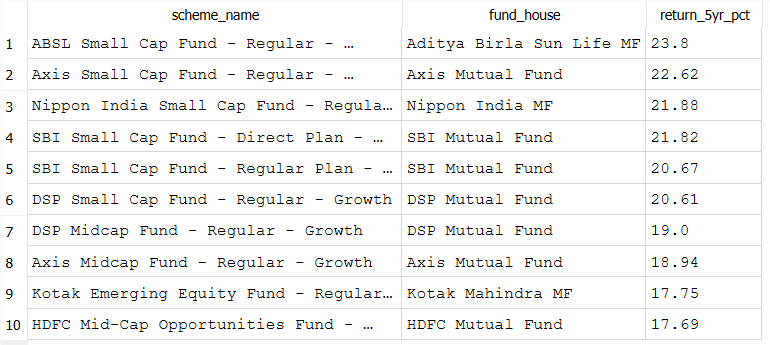 scheme_name fund_house return_5yr_pct
1 ABSL Small Cap Fund - Regular - … Aditya Birla Sun Life MF 23.8
2 Axis Small Cap Fund - Regular - … Axis Mutual Fund 22.62
3 Nippon India Small Cap Fund - Regula… Nippon India MF 21.88
4 SBI Small Cap Fund - Direct Plan - … SBI Mutual Fund 21.82
5 SBI Small Cap Fund - Regular Plan - … SBI Mutual Fund 20.67
6 DSP Small Cap Fund - Regular - Growth DSP Mutual Fund 20.61
7 DSP Midcap Fund - Regular - Growth DSP Mutual Fund 19.0
8 Axis Midcap Fund - Regular - Growth Axis Mutual Fund 18.94
9 Kotak Emerging Equity Fund - Regular… Kotak Mahindra MF 17.75
10 HDFC Mid-Cap Opportunities Fund - … HDFC Mutual Fund 17.69